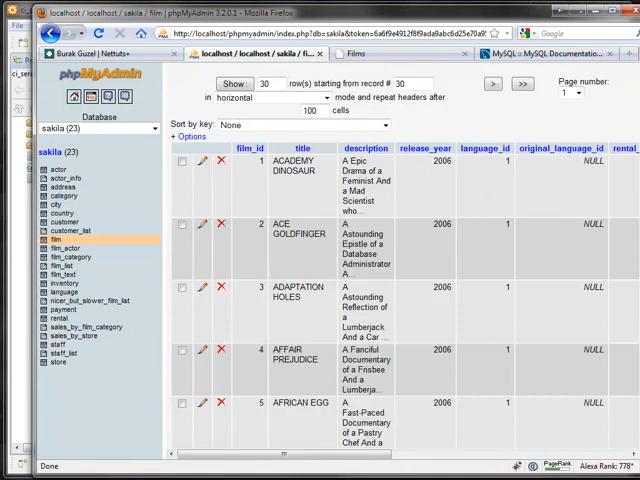 localhost / localhost / sakila / film | phpMyAdmin 3.2.0.1 - Mozilla Firefox
File
http://localhost/phpmyadmin/index.php?db=sakila&token=
Google
Burak Guzel | Nettuts+
localhost / localhost / sakila / fi...
Films
MySQL :: MySQL Documentatio...
phpMyAdmin
Database
sakila (23)
sakila (23)
actor
actor_info
address
category
city
country
customer
customer_list
film
film_actor
film_category
film_list
film_text
inventory
language
nicer_but_slower_film_list
payment
rental
sales_by_film_category
sales_by_store
staff
staff_list
store
Show : 30 row(s) starting from record # 30
in horizontal mode and repeat headers after
100 cells
> >>
Page number:
1
Sort by key: None
+ Options
film_id title description release_year language_id original_language_id rental_
1 ACADEMY DINOSAUR A Epic Drama of a Feminist And a Mad Scientist who... 2006 1 NULL
2 ACE GOLDFINGER A Astounding Epistle of a Database Administrator A... 2006 1 NULL
3 ADAPTATION HOLES A Astounding Reflection of a Lumberjack And a Car ... 2006 1 NULL
4 AFFAIR PREJUDICE A Fanciful Documentary of a Frisbee And a Lumberja... 2006 1 NULL
5 AFRICAN EGG A Fast-Paced Documentary of a Pastry Chef And a 2006 1 NULL
Done
PageRank
Alexa Rank: 778*